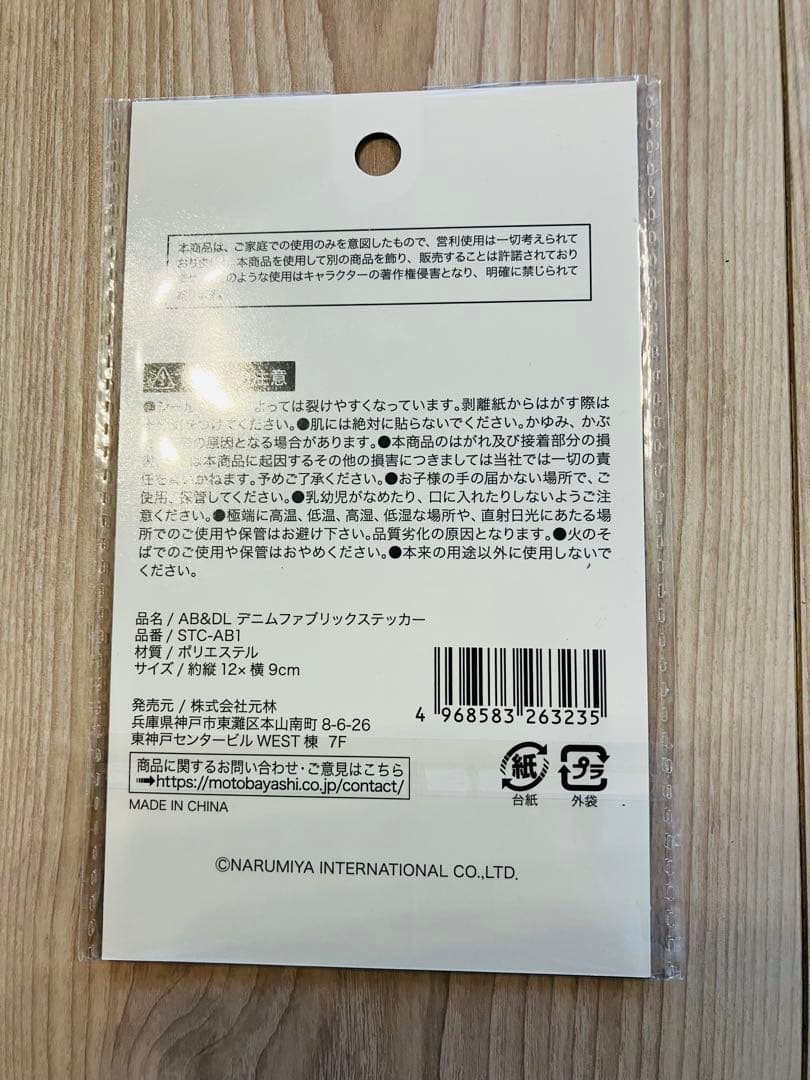 本商品は、ご家庭での使用のみを意図したもので、営利使用は一切考えられて
おりま 本商品を使用して別の商品を飾り、販売することは許諾されており
のような使用はキャラクターの著作権侵害となり、明確に禁じられて
ます。
注意
シール よっては裂けやすくなっています。剥離紙からはがす際は
つけてください。●肌には絶対に貼らないでください。かゆみ、かぶ
の原因となる場合があります。●本商品のはがれ及び接着部分の損
は本商品に起因するその他の損害につきましては当社では一切の責
任を いかねます。予めご了承ください。●お子様の手の届かない場所で、ご
使用、保管してください。●乳幼児がなめたり、口に入れたりしないようご注
意ください。●極端に高温、低温、高湿、低湿な場所や、直射日光にあたる場
所でのご使用や保管はお避け下さい。品質劣化の原因となります。●火のそ
ばでのご使用や保管はおやめください。●本来の用途以外に使用しないで
ください。
品名 / AB&DL デニムファブリックステッカー
品番 / STC-AB1
材質 / ポリエステル
サイズ / 約縦 12× 横 9cm
発売元 / 株式会社元林
兵庫県神戸市東灘区本山南町 8-6-26
東神戸センタービル WEST 棟 7F
商品に関するお問い合わせ・ご意見はこちら
➡https://motobayashi.co.jp/contact/
MADE IN CHINA
4 968583 263235
紙 プラ
台紙 外袋
©NARUMIYA INTERNATIONAL CO.,LTD.